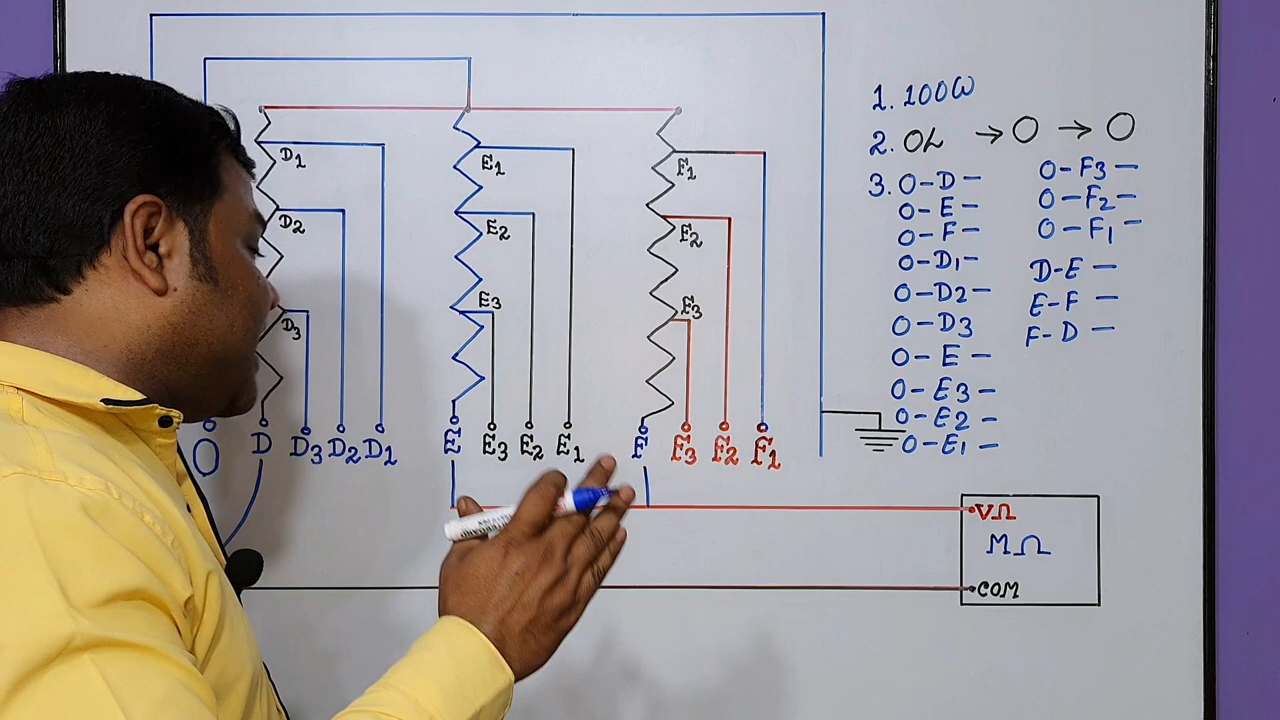 D1
E1
F1
D2
E2
F2
D3
E3
F3
O D D3 D2 D1 E E3 E2 E1 F F3 F2 F1
1. 100W
2. OL → O → O
3. O-D-
O-E-
O-F-
O-D1-
O-D2-
O-D3
O-E-
O-E3-
O-E2-
O-E1-
O-F3-
O-F2-
O-F1-
D-E-
E-F-
F-D-
VΩ
MΩ
COM